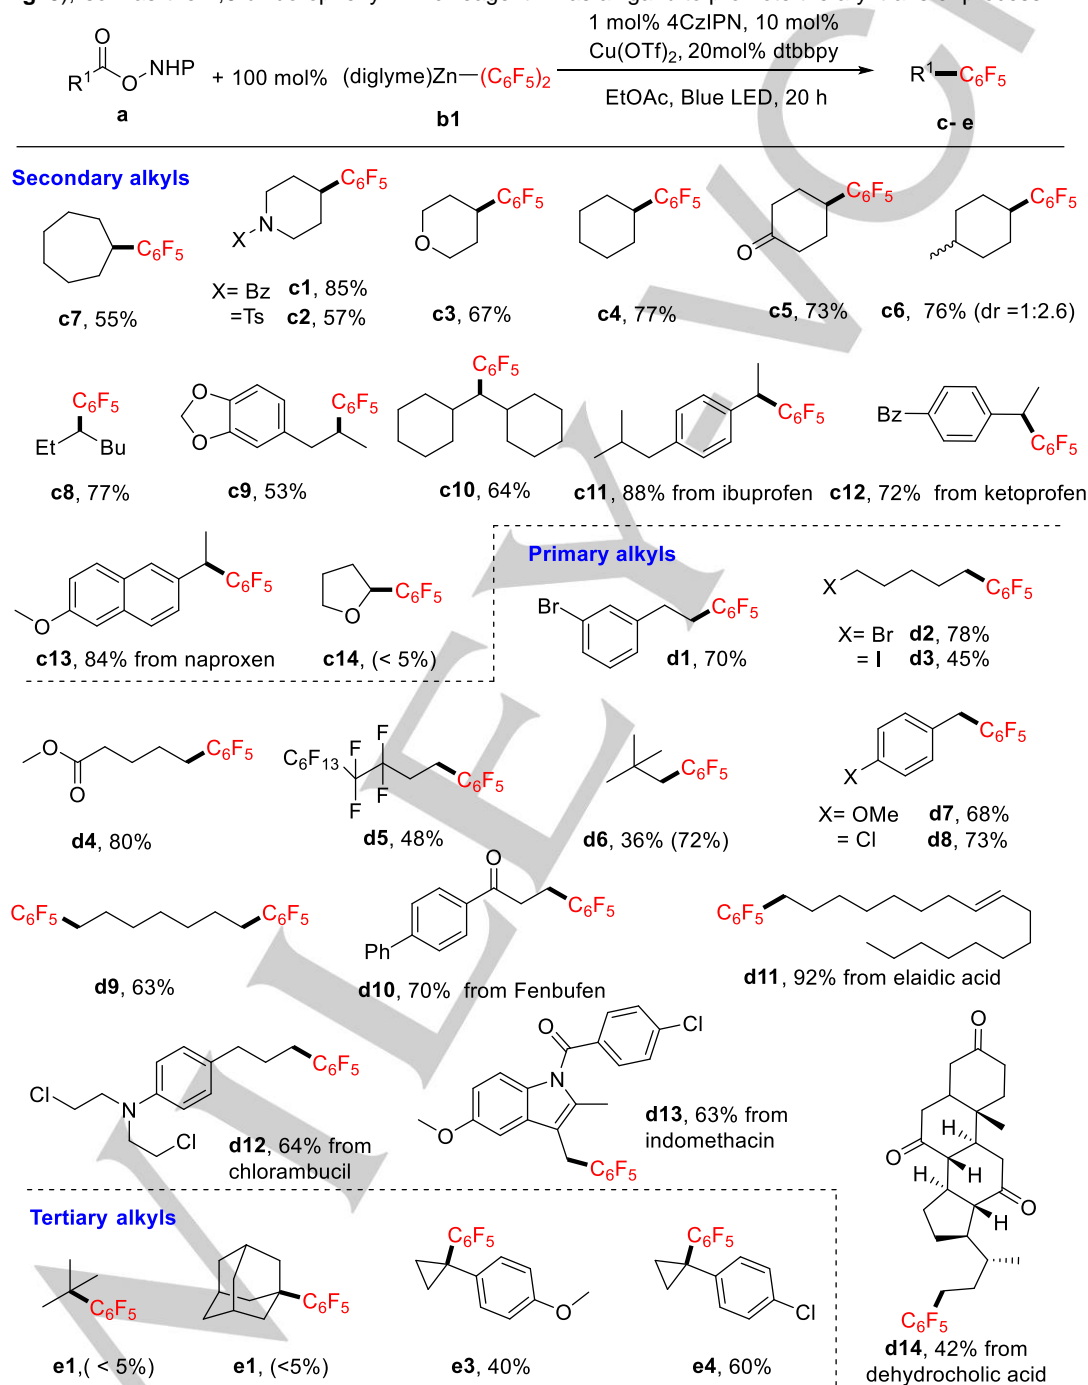 1 mol% 4CzIPN, 10 mol%
Cu(OTf)2, 20mol% dtbbpy
EtOAc, Blue LED, 20 h
R1 O O NHP + 100 mol% (diglyme)Zn—(C6F5)2 R1—C6F5
a b1 c- e
Secondary alkyls
C6F5 N X C6F5 O C6F5 C6F5 O C6F5 C6F5
X= Bz c1, 85%
=Ts c2, 57%
c7, 55% c3, 67% c4, 77% c5, 73% c6, 76% (dr =1:2.6)
C6F5 Et Bu O O C6F5 C6F5 C6F5 Bz C6F5
c8, 77% c9, 53% c10, 64% c11, 88% from ibuprofen c12, 72% from ketoprofen
O C6F5 O C6F5
c13, 84% from naproxen c14, (< 5%)
Primary alkyls
Br C6F5 X C6F5
d1, 70%
X= Br d2, 78%
= I d3, 45%
O O C6F5 C6F13 F F F F C6F5 C6F5 X C6F5
d4, 80% d5, 48% d6, 36% (72%)
X= OMe d7, 68%
= Cl d8, 73%
C6F5 C6F5 O Ph C6F5 C6F5
d9, 63% d10, 70% from Fenbufen d11, 92% from elaidic acid
Cl N Cl C6F5
d12, 64% from
chlorambucil
O Cl N O C6F5
d13, 63% from
indomethacin
O O H H H H O C6F5
d14, 42% from
dehydrocholic acid
Tertiary alkyls
C6F5 C6F5 C6F5 O C6F5 Cl
e1,( < 5%) e1, (<5%) e3, 40% e4, 60%
WILEY-VCH